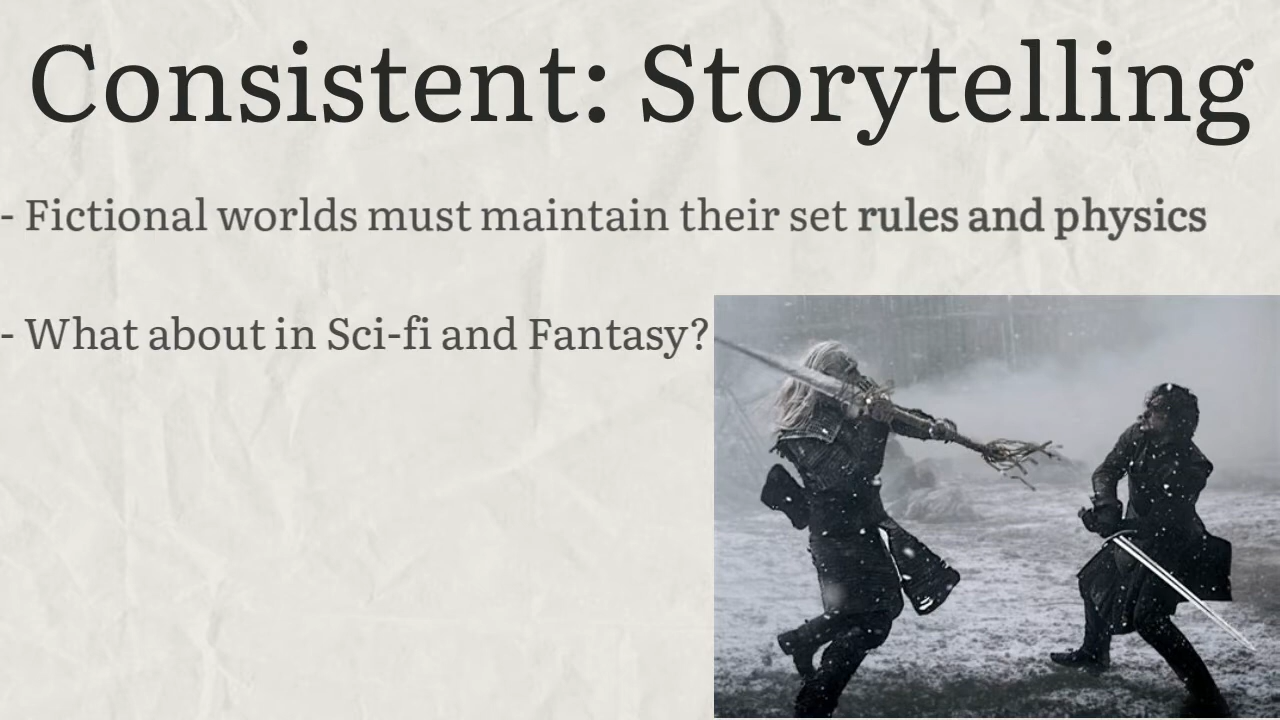 Consistent: Storytelling
- Fictional worlds must maintain their set rules and physics
- What about in Sci-fi and Fantasy?